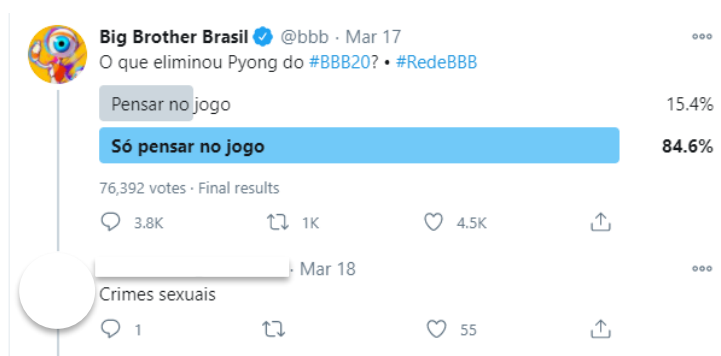 Big Brother Brasil @bbb · Mar 17
O que eliminou Pyong do #BBB20? • #RedeBBB
Pensar no jogo 15.4%
Só pensar no jogo 84.6%
76,392 votes · Final results
3.8K 1K 4.5K
· Mar 18
Crimes sexuais
1 55